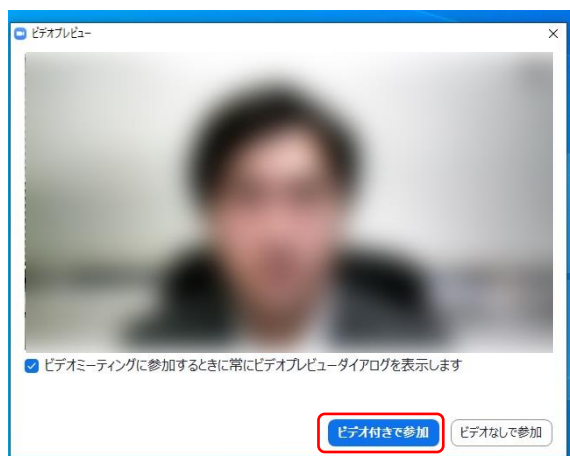 ビデオプレビュー
ビデオミーティングに参加するときに常にビデオプレビューダイアログを表示します
ビデオ付きで参加
ビデオなしで参加